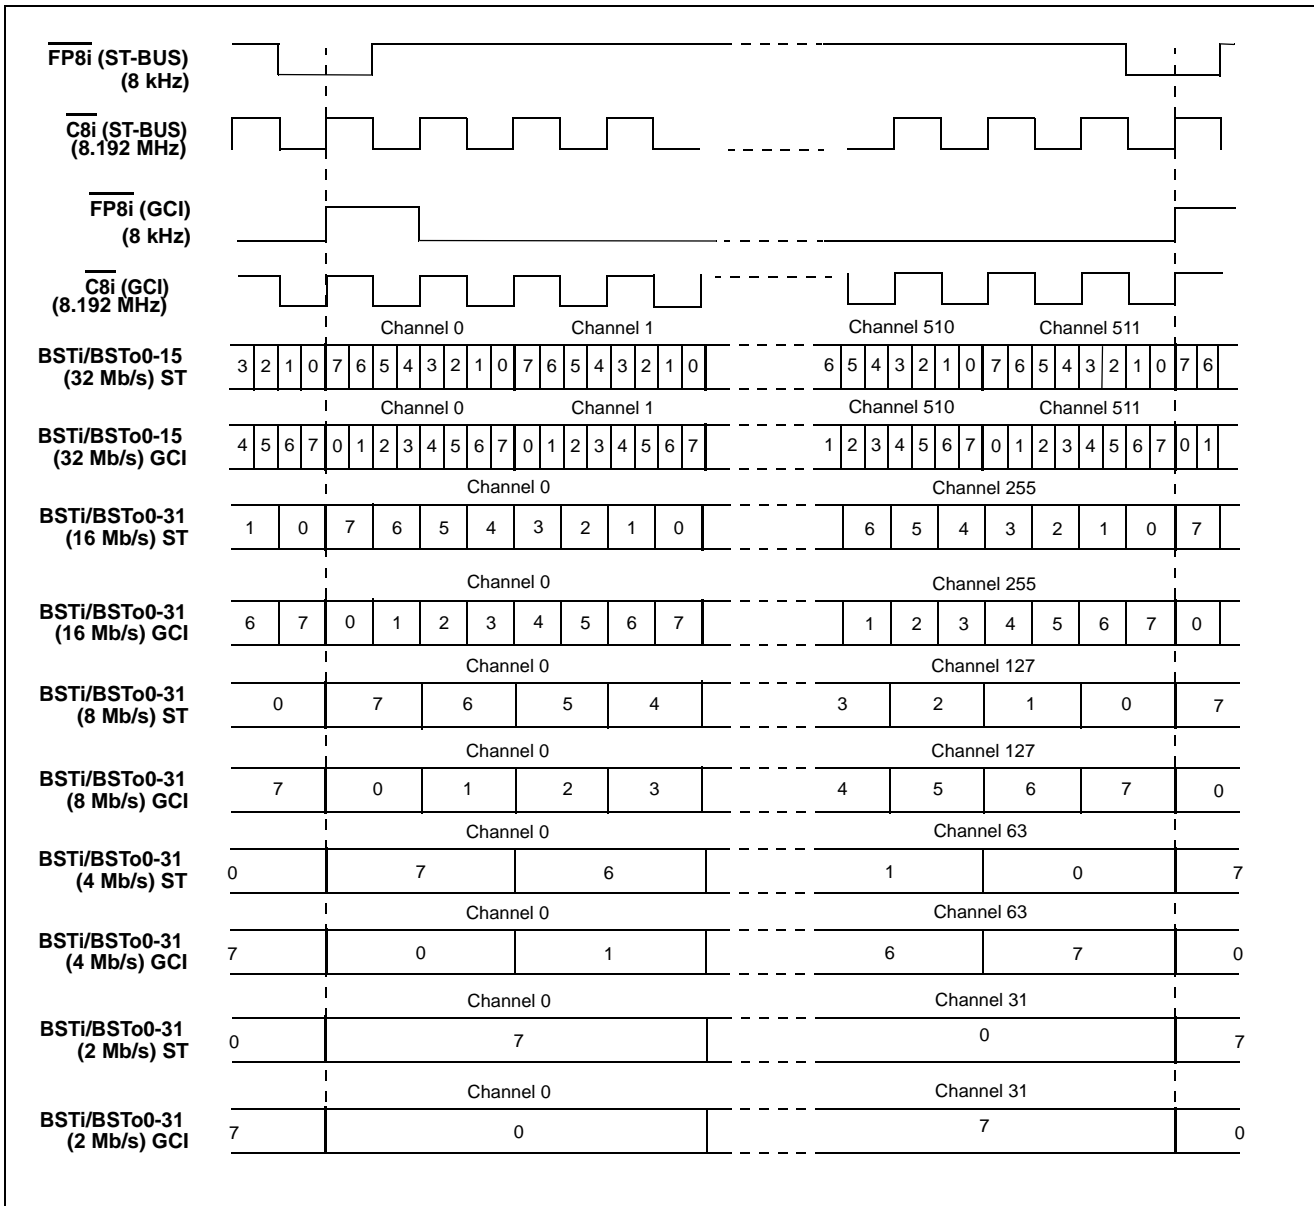 FP8i (ST-BUS)
(8 kHz)
C8i (ST-BUS)
(8.192 MHz)
FP8i (GCI)
(8 kHz)
C8i (GCI)
(8.192 MHz)
Channel 0 Channel 1 Channel 510 Channel 511
BSTi/BSTo0-15
(32 Mb/s) ST
3 2 1 0 7 6 5 4 3 2 1 0 7 6 5 4 3 2 1 0 6 5 4 3 2 1 0 7 6 5 4 3 2 1 0 7 6
Channel 0 Channel 1 Channel 510 Channel 511
BSTi/BSTo0-15
(32 Mb/s) GCI
4 5 6 7 0 1 2 3 4 5 6 7 0 1 2 3 4 5 6 7 1 2 3 4 5 6 7 0 1 2 3 4 5 6 7 0 1
Channel 0 Channel 255
BSTi/BSTo0-31
(16 Mb/s) ST
1 0 7 6 5 4 3 2 1 0 6 5 4 3 2 1 0 7
Channel 0 Channel 255
BSTi/BSTo0-31
(16 Mb/s) GCI
6 7 0 1 2 3 4 5 6 7 1 2 3 4 5 6 7 0
Channel 0 Channel 127
BSTi/BSTo0-31
(8 Mb/s) ST
0 7 6 5 4 3 2 1 0 7
Channel 0 Channel 127
BSTi/BSTo0-31
(8 Mb/s) GCI
7 0 1 2 3 4 5 6 7 0
Channel 0 Channel 63
BSTi/BSTo0-31
(4 Mb/s) ST
0 7 6 1 0 7
Channel 0 Channel 63
BSTi/BSTo0-31
(4 Mb/s) GCI
7 0 1 6 7 0
Channel 0 Channel 31
BSTi/BSTo0-31
(2 Mb/s) ST
0 7 0 7
Channel 0 Channel 31
BSTi/BSTo0-31
(2 Mb/s) GCI
7 0 7 0